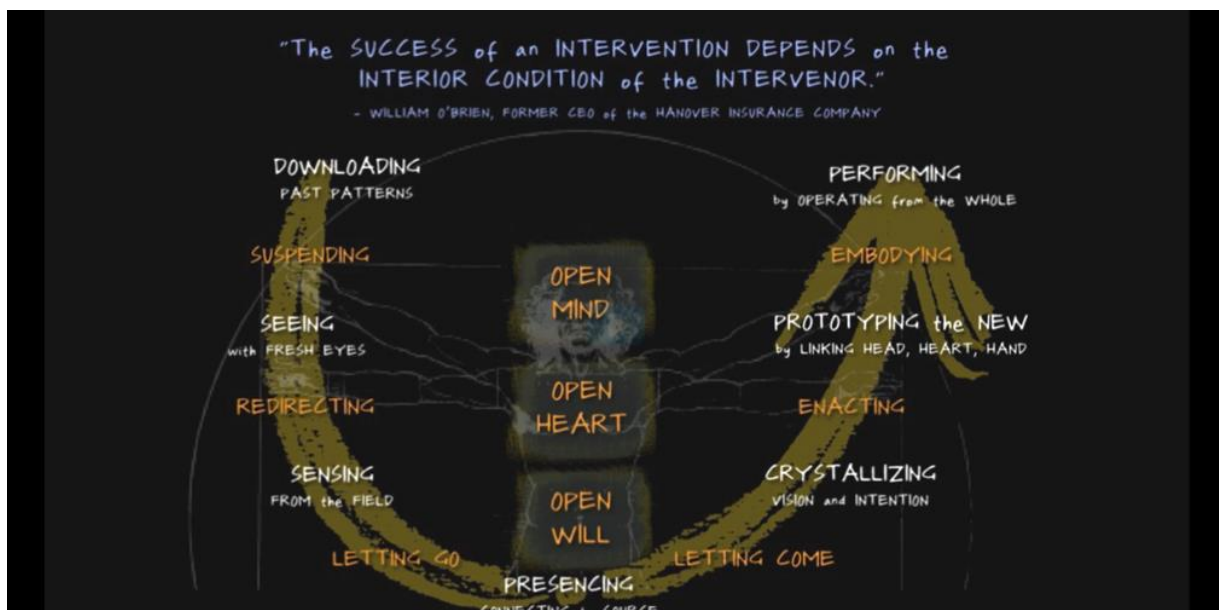 "The SUCCESS of an INTERVENTION DEPENDS on the
INTERIOR CONDITION of the INTERVENOR."
- WILLIAM O'BRIEN, FORMER CEO of the HANOVER INSURANCE COMPANY
DOWNLOADING
PAST PATTERNS
PERFORMING
by OPERATING from the WHOLE
SUSPENDING
EMBODYING
OPEN
MIND
SEEING
with FRESH EYES
PROTOTYPING the NEW
by LINKING HEAD, HEART, HAND
REDIRECTING
OPEN
HEART
ENACTING
SENSING
FROM the FIELD
CRYSTALLIZING
VISION and INTENTION
OPEN
WILL
LETTING GO
LETTING COME
PRESENCING